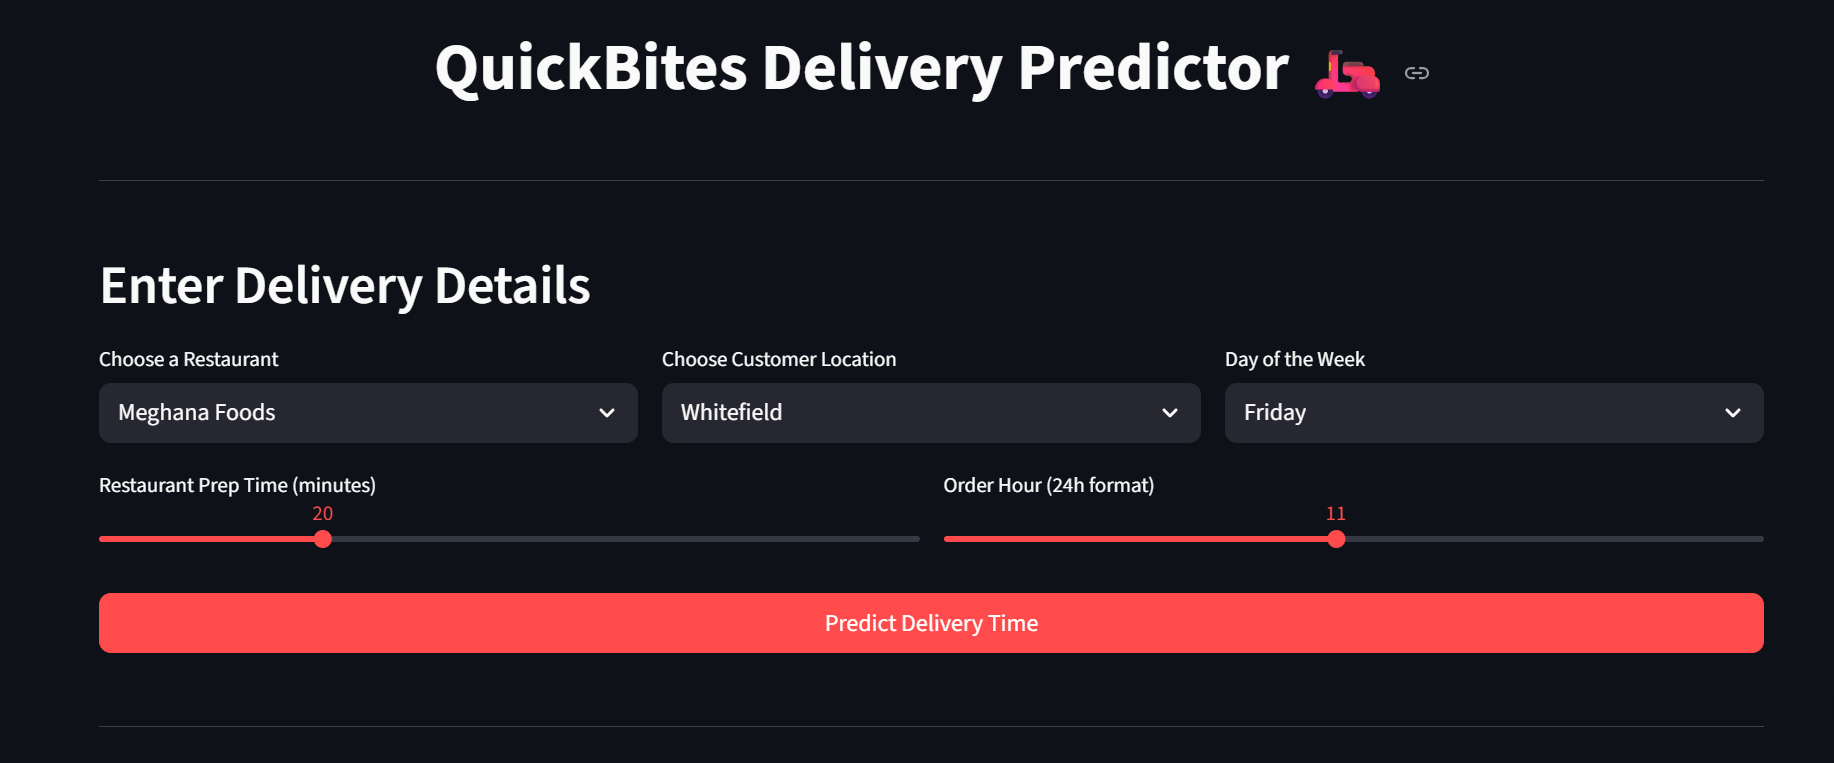 QuickBites Delivery Predictor
Enter Delivery Details
Choose a Restaurant
Meghana Foods
Choose Customer Location
Whitefield
Day of the Week
Friday
Restaurant Prep Time (minutes)
20
Order Hour (24h format)
11
Predict Delivery Time